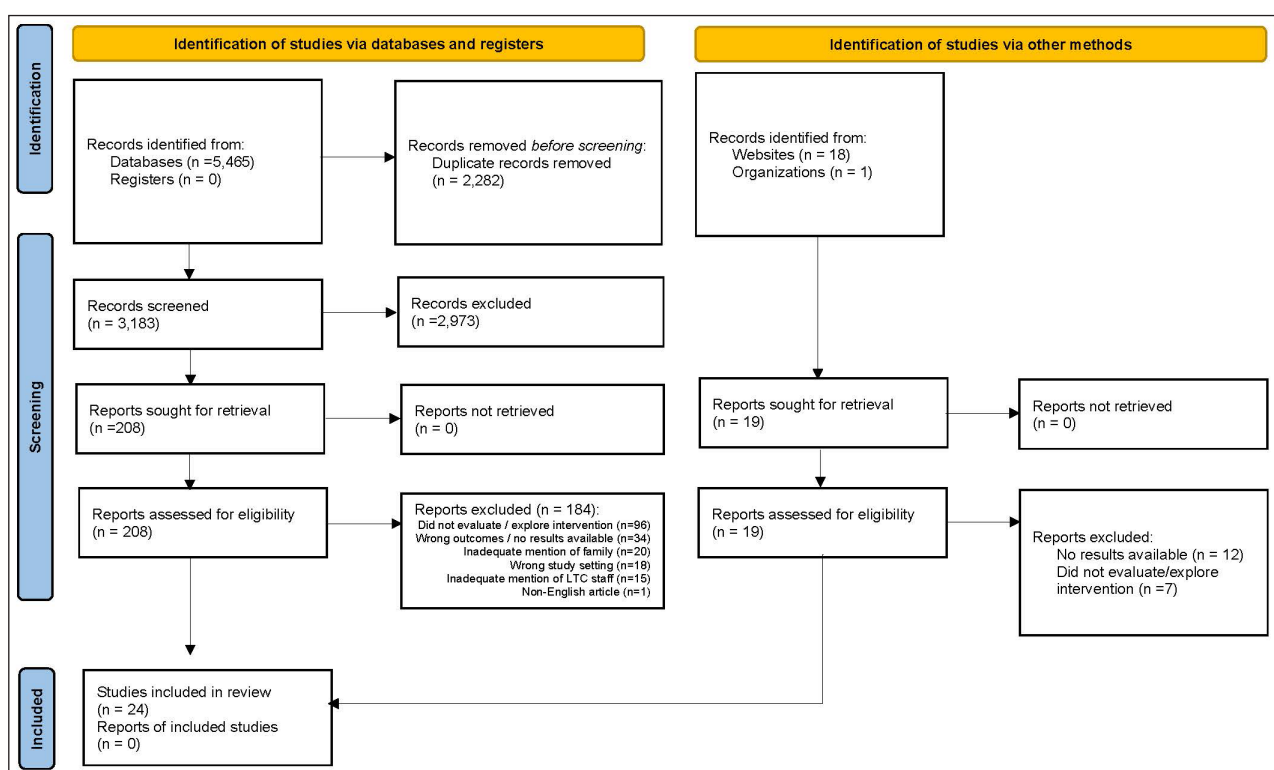 Identification of studies via databases and registers
Identification of studies via other methods
Identification
Records identified from:
Databases (n =5,465)
Registers (n = 0)
Records removed before screening:
Duplicate records removed
(n = 2,282)
Records identified from:
Websites (n = 18)
Organizations (n = 1)
Screening
Records screened
(n = 3,183)
Records excluded
(n =2,973)
Reports sought for retrieval
(n =208)
Reports not retrieved
(n = 0)
Reports sought for retrieval
(n = 19)
Reports not retrieved
(n = 0)
Reports assessed for eligibility
(n = 208)
Reports excluded (n = 184):
Did not evaluate / explore intervention (n=96)
Wrong outcomes / no results available (n=34)
Inadequate mention of family (n=20)
Wrong study setting (n=18)
Inadequate mention of LTC staff (n=15)
Non-English article (n=1)
Reports assessed for eligibility
(n = 19)
Reports excluded:
No results available (n = 12)
Did not evaluate/explore
intervention (n =7)
Included
Studies included in review
(n = 24)
Reports of included studies
(n = 0)